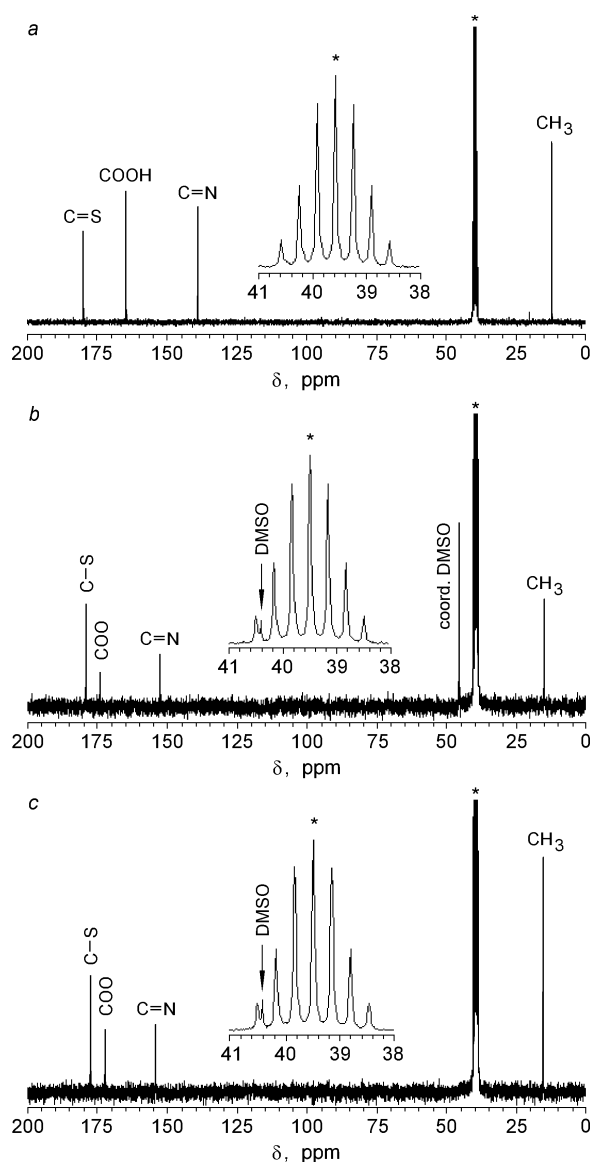 a
*
*
CH3
COOH
C=N
C=S
41 40 39 38
200 175 150 125 100 75 50 25 0
δ, ppm
b
*
*
DMSO
C–S
COO
C=N
coord. DMSO
CH3
41 40 39 38
200 175 150 125 100 75 50 25 0
δ, ppm
c
*
*
DMSO
CH3
C–S
COO
C=N
41 40 39 38
200 175 150 125 100 75 50 25 0
δ, ppm